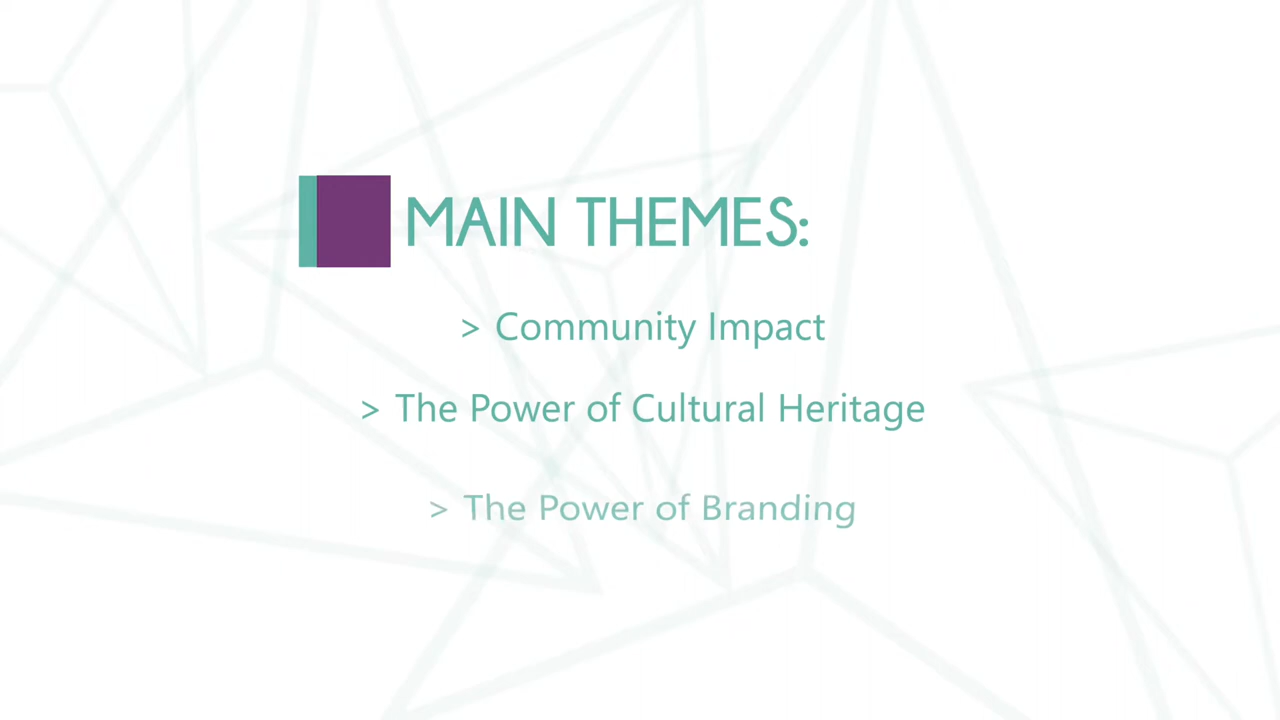 MAIN THEMES:
> Community Impact
> The Power of Cultural Heritage
> The Power of Branding